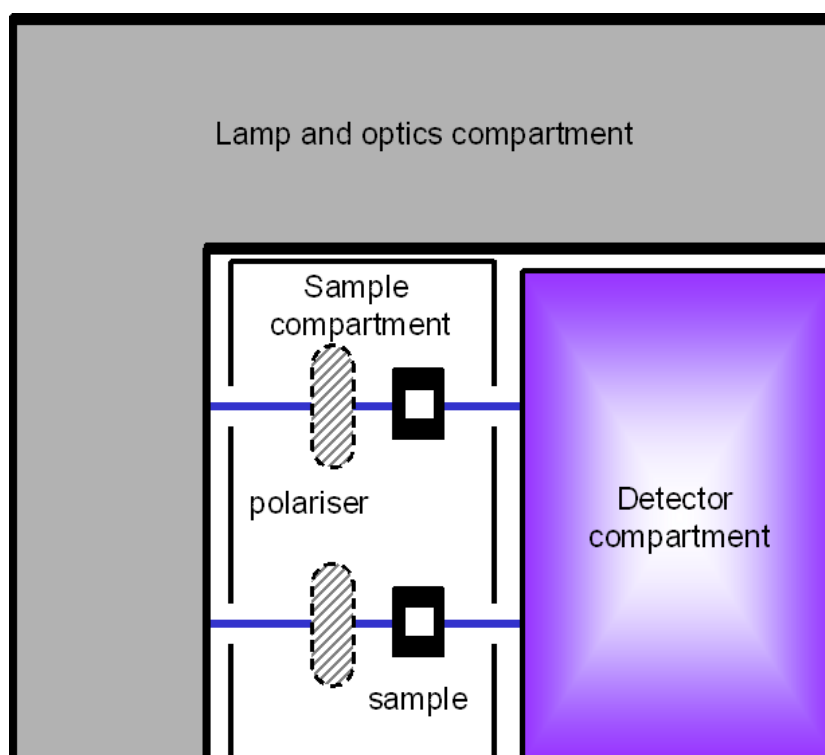 Lamp and optics compartment
Sample
compartment
polariser
Detector
compartment
sample